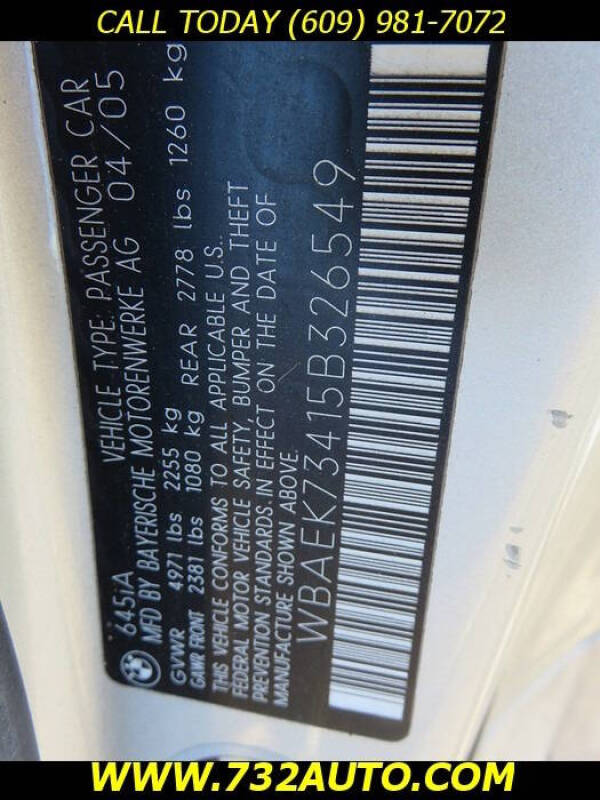 CALL TODAY (609) 981-7072
645iA
VEHICLE TYPE: PASSENGER CAR
MFD BY BAYERISCHE MOTORENWERKE AG 04/05
GVWR 4971 lbs 2255 kg
GAWR FRONT 2381 lbs 1080 kg REAR 2778 lbs 1260 kg
THIS VEHICLE CONFORMS TO ALL APPLICABLE U.S.
FEDERAL MOTOR VEHICLE SAFETY, BUMPER AND THEFT
PREVENTION STANDARDS, IN EFFECT ON THE DATE OF
MANUFACTURE SHOWN ABOVE.
WBAEK73415B326549
WWW.732AUTO.COM